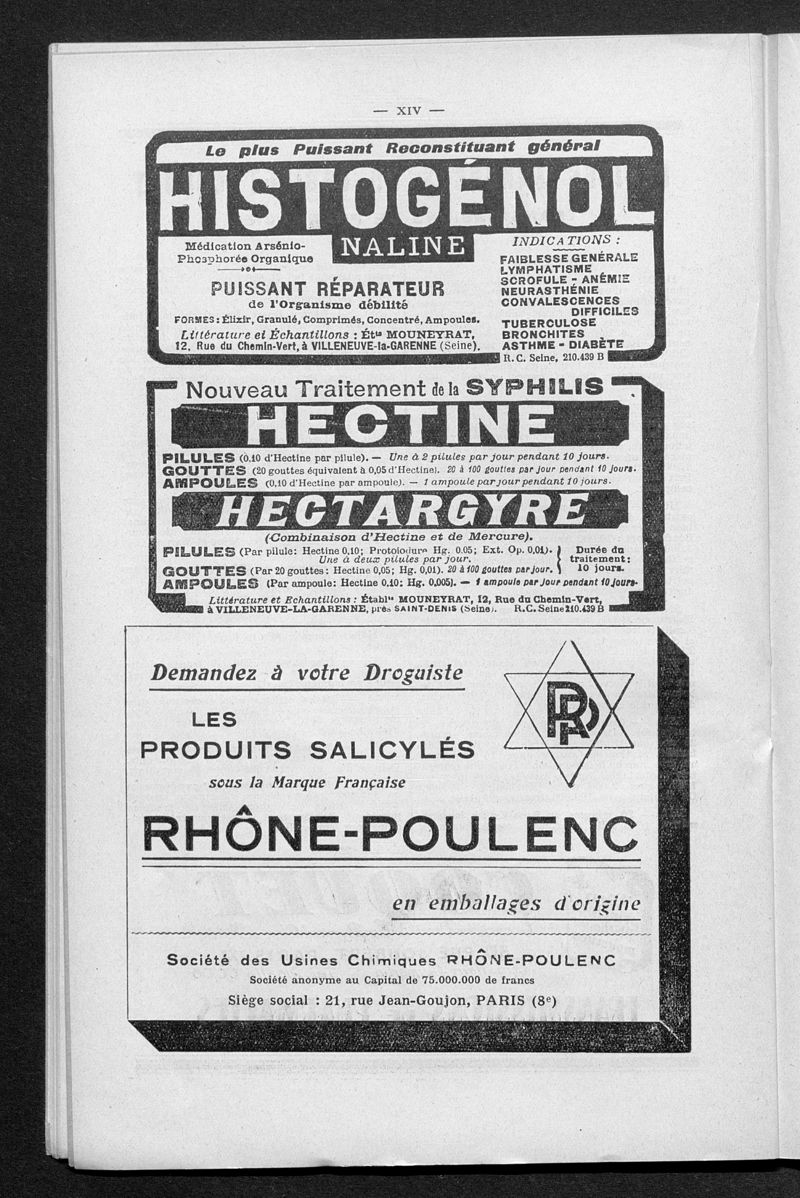 — XIV —
Le plus Puissant Reconstituant général
HISTOGÉNOL
NALINE
Médication Arsénio-
Phosphorée Organique
PUISSANT RÉPARATEUR
de l'Organisme débilité
FORMES: Élixir, Granulé, Comprimés, Concentré, Ampoules.
Littérature et Échantillons : Éts MOUNEYRAT,
12, Rue du Chemin-Vert, à VILLENEUVE-la-GARENNE (Seine).
INDICATIONS :
FAIBLESSE GÉNÉRALE
LYMPHATISME
SCROFULE - ANÉMIE
NEURASTHÉNIE
CONVALESCENCES
DIFFICILES
TUBERCULOSE
BRONCHITES
ASTHME - DIABÈTE
R.C. Seine, 210.439 B
Nouveau Traitement de la SYPHILIS
HECTINE
PILULES (0.10 d'Hectine par pilule). — Une à 2 pilules par jour pendant 10 jours.
GOUTTES (20 gouttes équivalent à 0,05 d'Hectine). 20 à 100 gouttes par jour pendant 10 jours.
AMPOULES (0,10 d'Hectine par ampoule). — 1 ampoule par jour pendant 10 jours.
HECTARGYRE
(Combinaison d'Hectine et de Mercure).
PILULES (Par pilule: Hectine 0,10; Protoiodure Hg. 0.05; Ext. Op. 0,01).
Une à deux pilules par jour.
GOUTTES (Par 20 gouttes: Hectine 0,05; Hg. 0,01). 20 à 100 gouttes par jour.
Durée du
traitement:
10 jours.
AMPOULES (Par ampoule: Hectine 0.10; Hg. 0,005). — 1 ampoule par jour pendant 10 jours.
Littérature et Echantillons : Établts MOUNEYRAT, 12, Rue du Chemin-Vert,
à VILLENEUVE-LA-GARENNE, près SAINT-DENIS (Seine). R.C. Seine 210.439 B
Demandez à votre Droguiste
LES
PRODUITS SALICYLÉS
sous la Marque Française
RHÔNE-POULENC
en emballages d'origine
Société des Usines Chimiques RHÔNE-POULENC
Société anonyme au Capital de 75.000.000 de francs
Siège social : 21, rue Jean-Goujon, PARIS (8e)